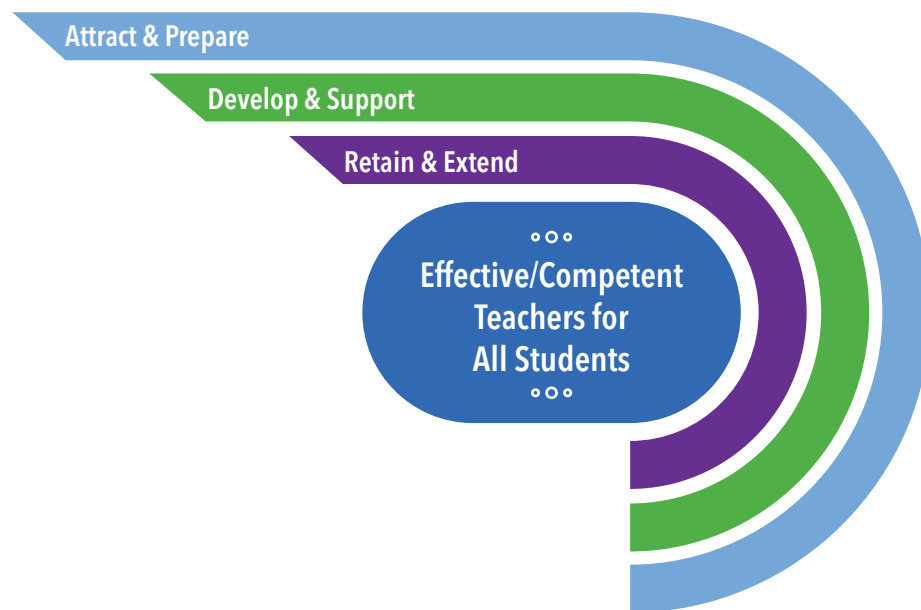 Attract & Prepare
Develop & Support
Retain & Extend
Effective/Competent
Teachers for
All Students